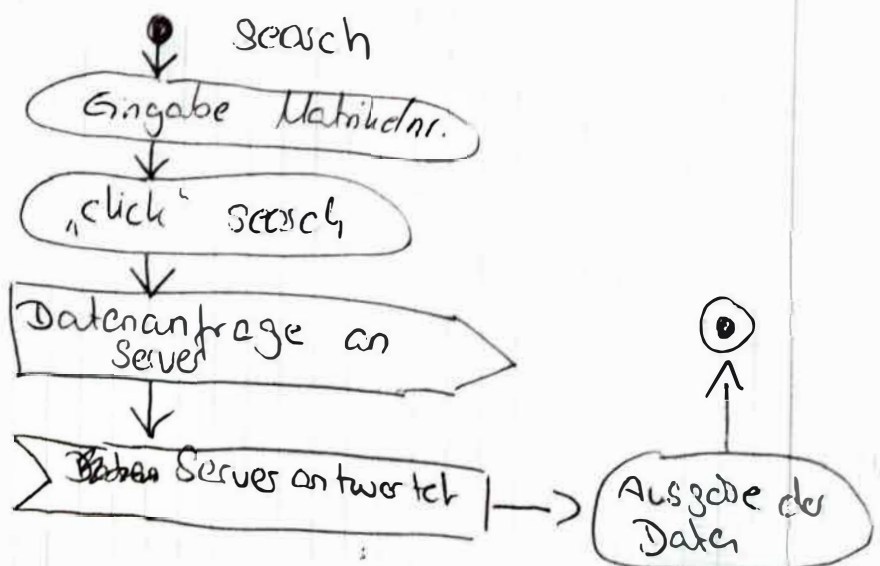 search
Eingabe Matrikelnr.
„click“ search
Datenanfrage an
Server
Server antwortet
Ausgabe der
Daten